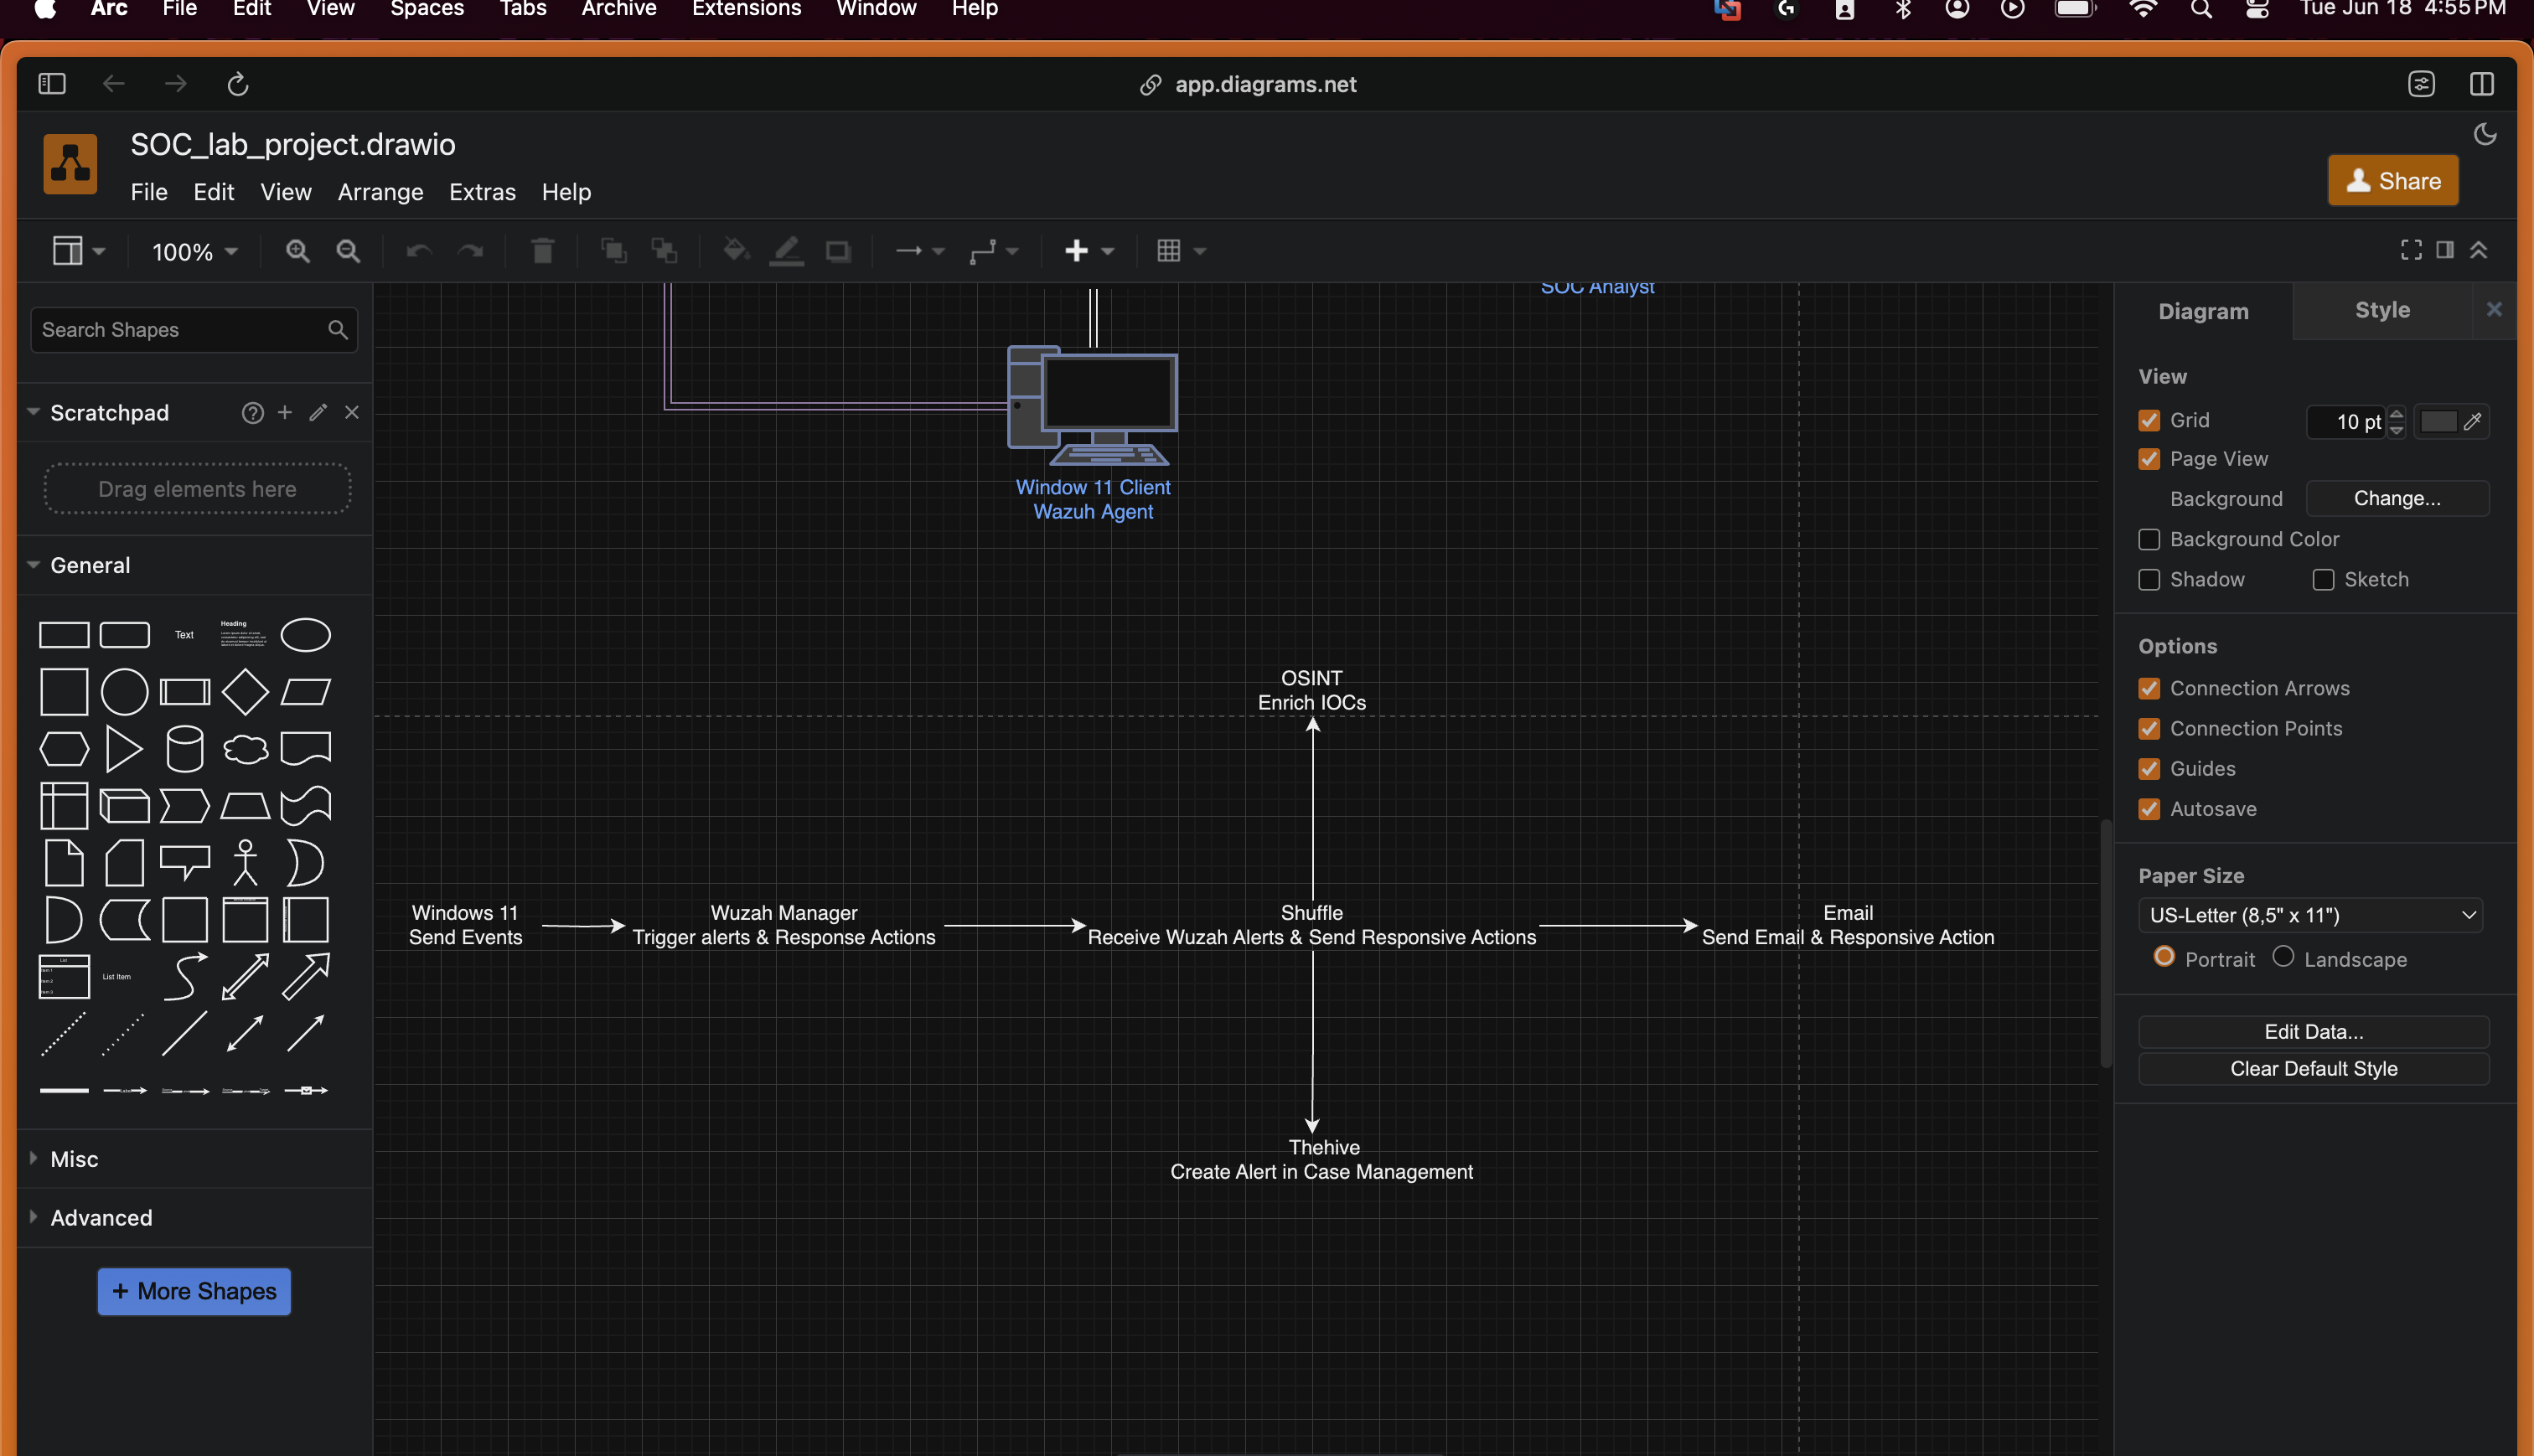 Arc File Edit View Spaces Tabs Archive Extensions Window Help Tue Jun 18 4:55 PM
app.diagrams.net
SOC_lab_project.drawio
File Edit View Arrange Extras Help
Share
100%
Search Shapes
Scratchpad
Drag elements here
General
Text
Heading
List
List Item
Misc
Advanced
+ More Shapes
SOC Analyst
Window 11 Client
Wazuh Agent
OSINT
Enrich IOCs
Windows 11
Send Events
Wuzah Manager
Trigger alerts & Response Actions
Shuffle
Receive Wuzah Alerts & Send Responsive Actions
Email
Send Email & Responsive Action
Thehive
Create Alert in Case Management
Diagram Style
View
Grid 10 pt
Page View
Background Change...
Background Color
Shadow Sketch
Options
Connection Arrows
Connection Points
Guides
Autosave
Paper Size
US-Letter (8,5" x 11")
Portrait Landscape
Edit Data...
Clear Default Style